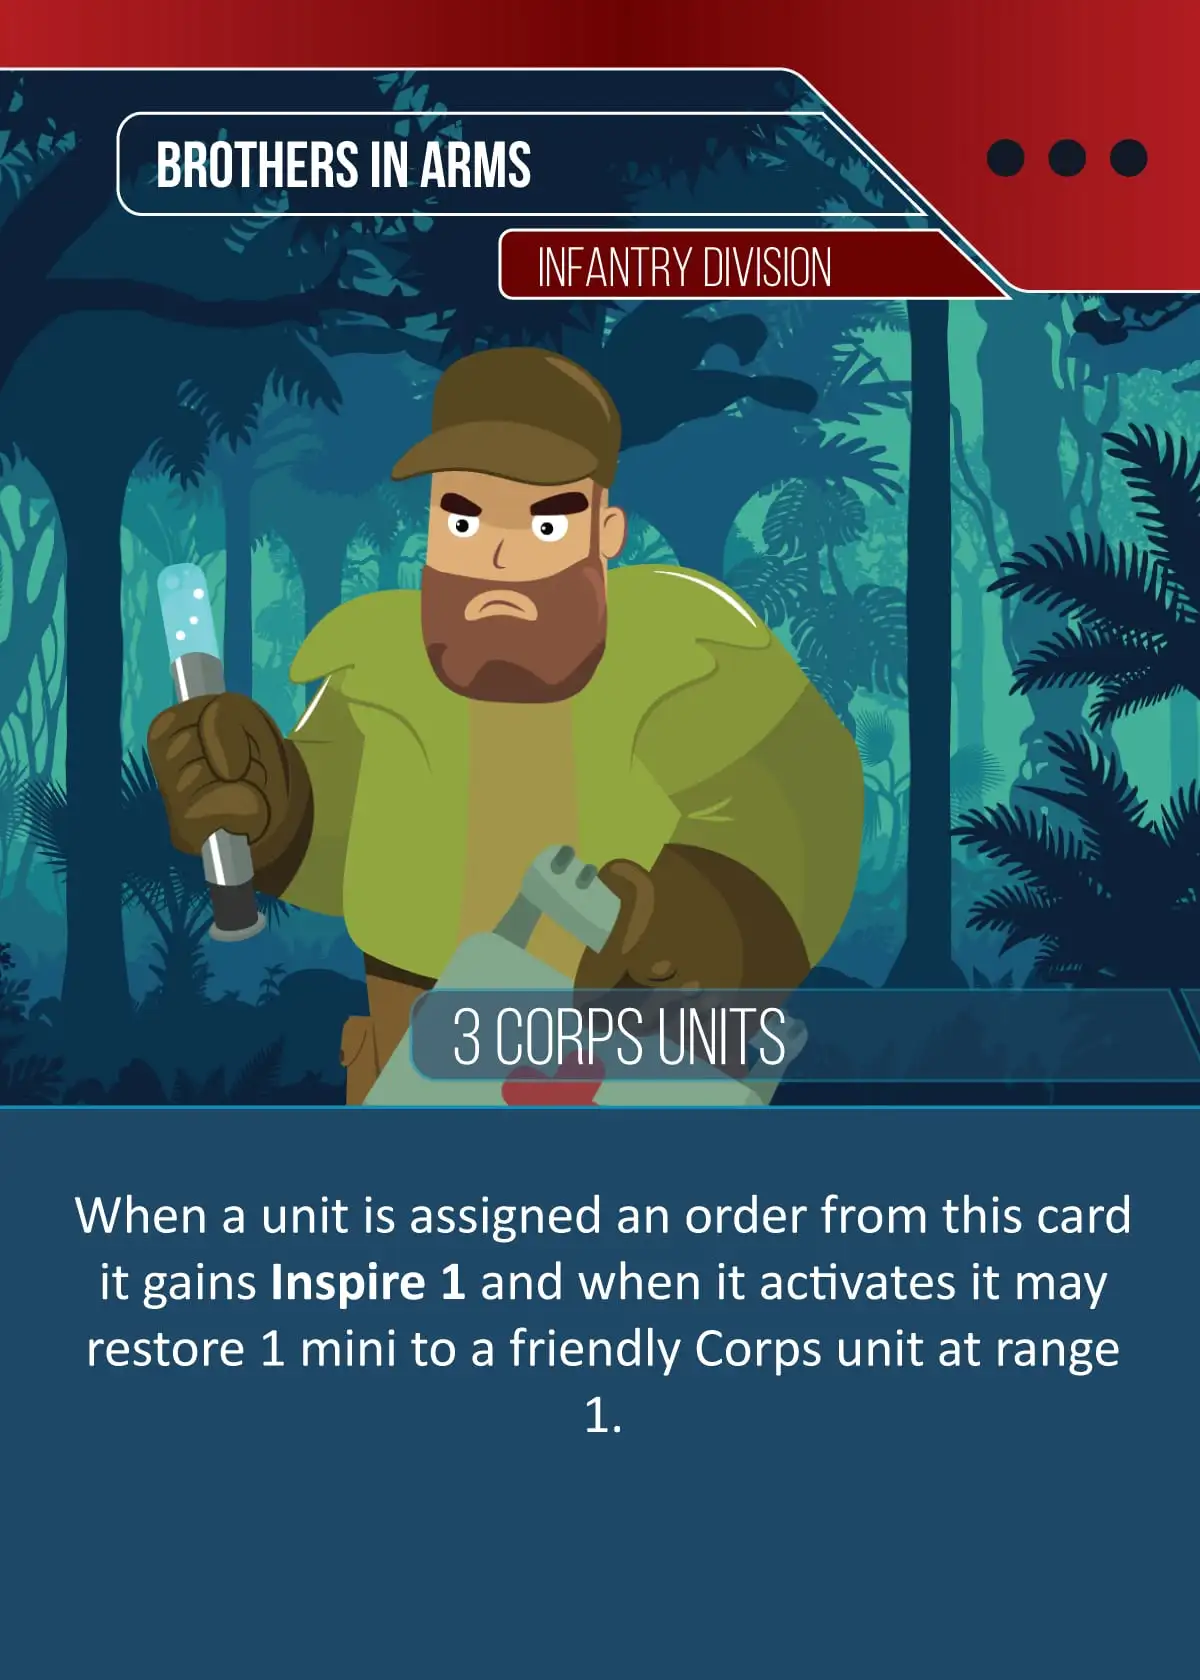 BROTHERS IN ARMS
INFANTRY DIVISION
3 CORPS UNITS
When a unit is assigned an order from this card
it gains Inspire 1 and when it activates it may
restore 1 mini to a friendly Corps unit at range
1.